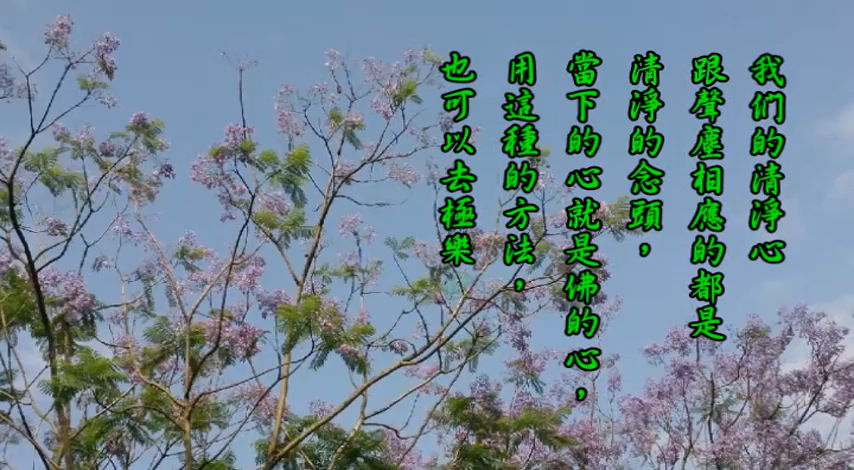 我们的清淨心
跟聲塵相應的都是
清淨的念頭，
當下的心就是佛的心，
用這種的方法，
也可以去極樂